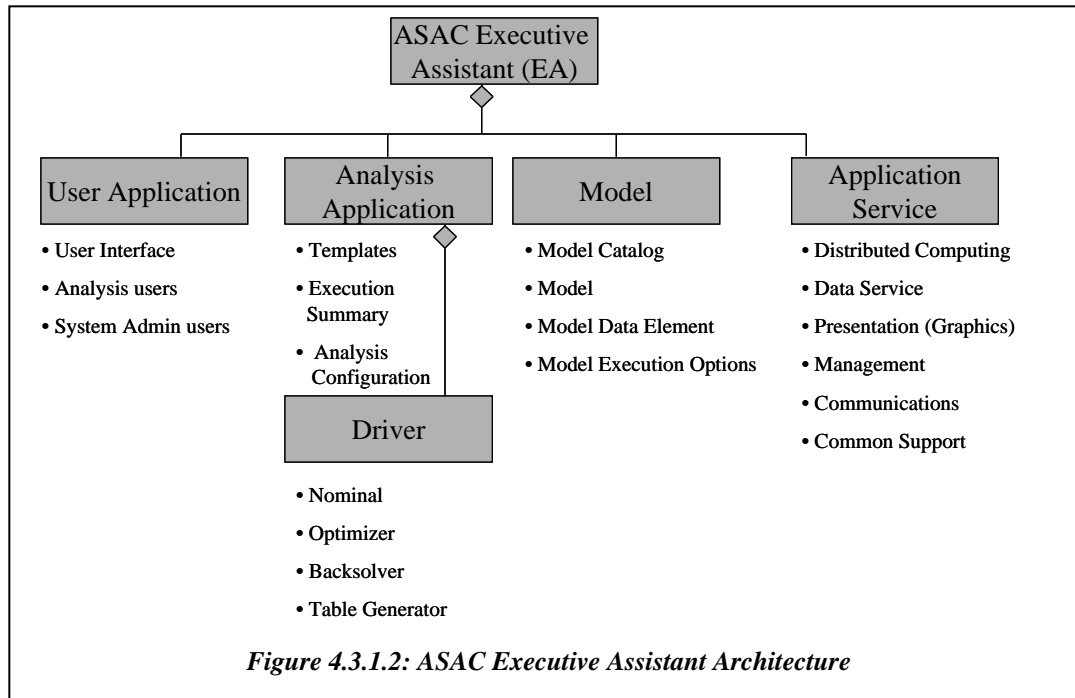 ASAC Executive
Assistant (EA)
User Application
• User Interface
• Analysis users
• System Admin users
Analysis
Application
• Templates
• Execution
Summary
• Analysis
Configuration
Driver
• Nominal
• Optimizer
• Backsolver
• Table Generator
Model
• Model Catalog
• Model
• Model Data Element
• Model Execution Options
Application
Service
• Distributed Computing
• Data Service
• Presentation (Graphics)
• Management
• Communications
• Common Support
Figure 4.3.1.2: ASAC Executive Assistant Architecture